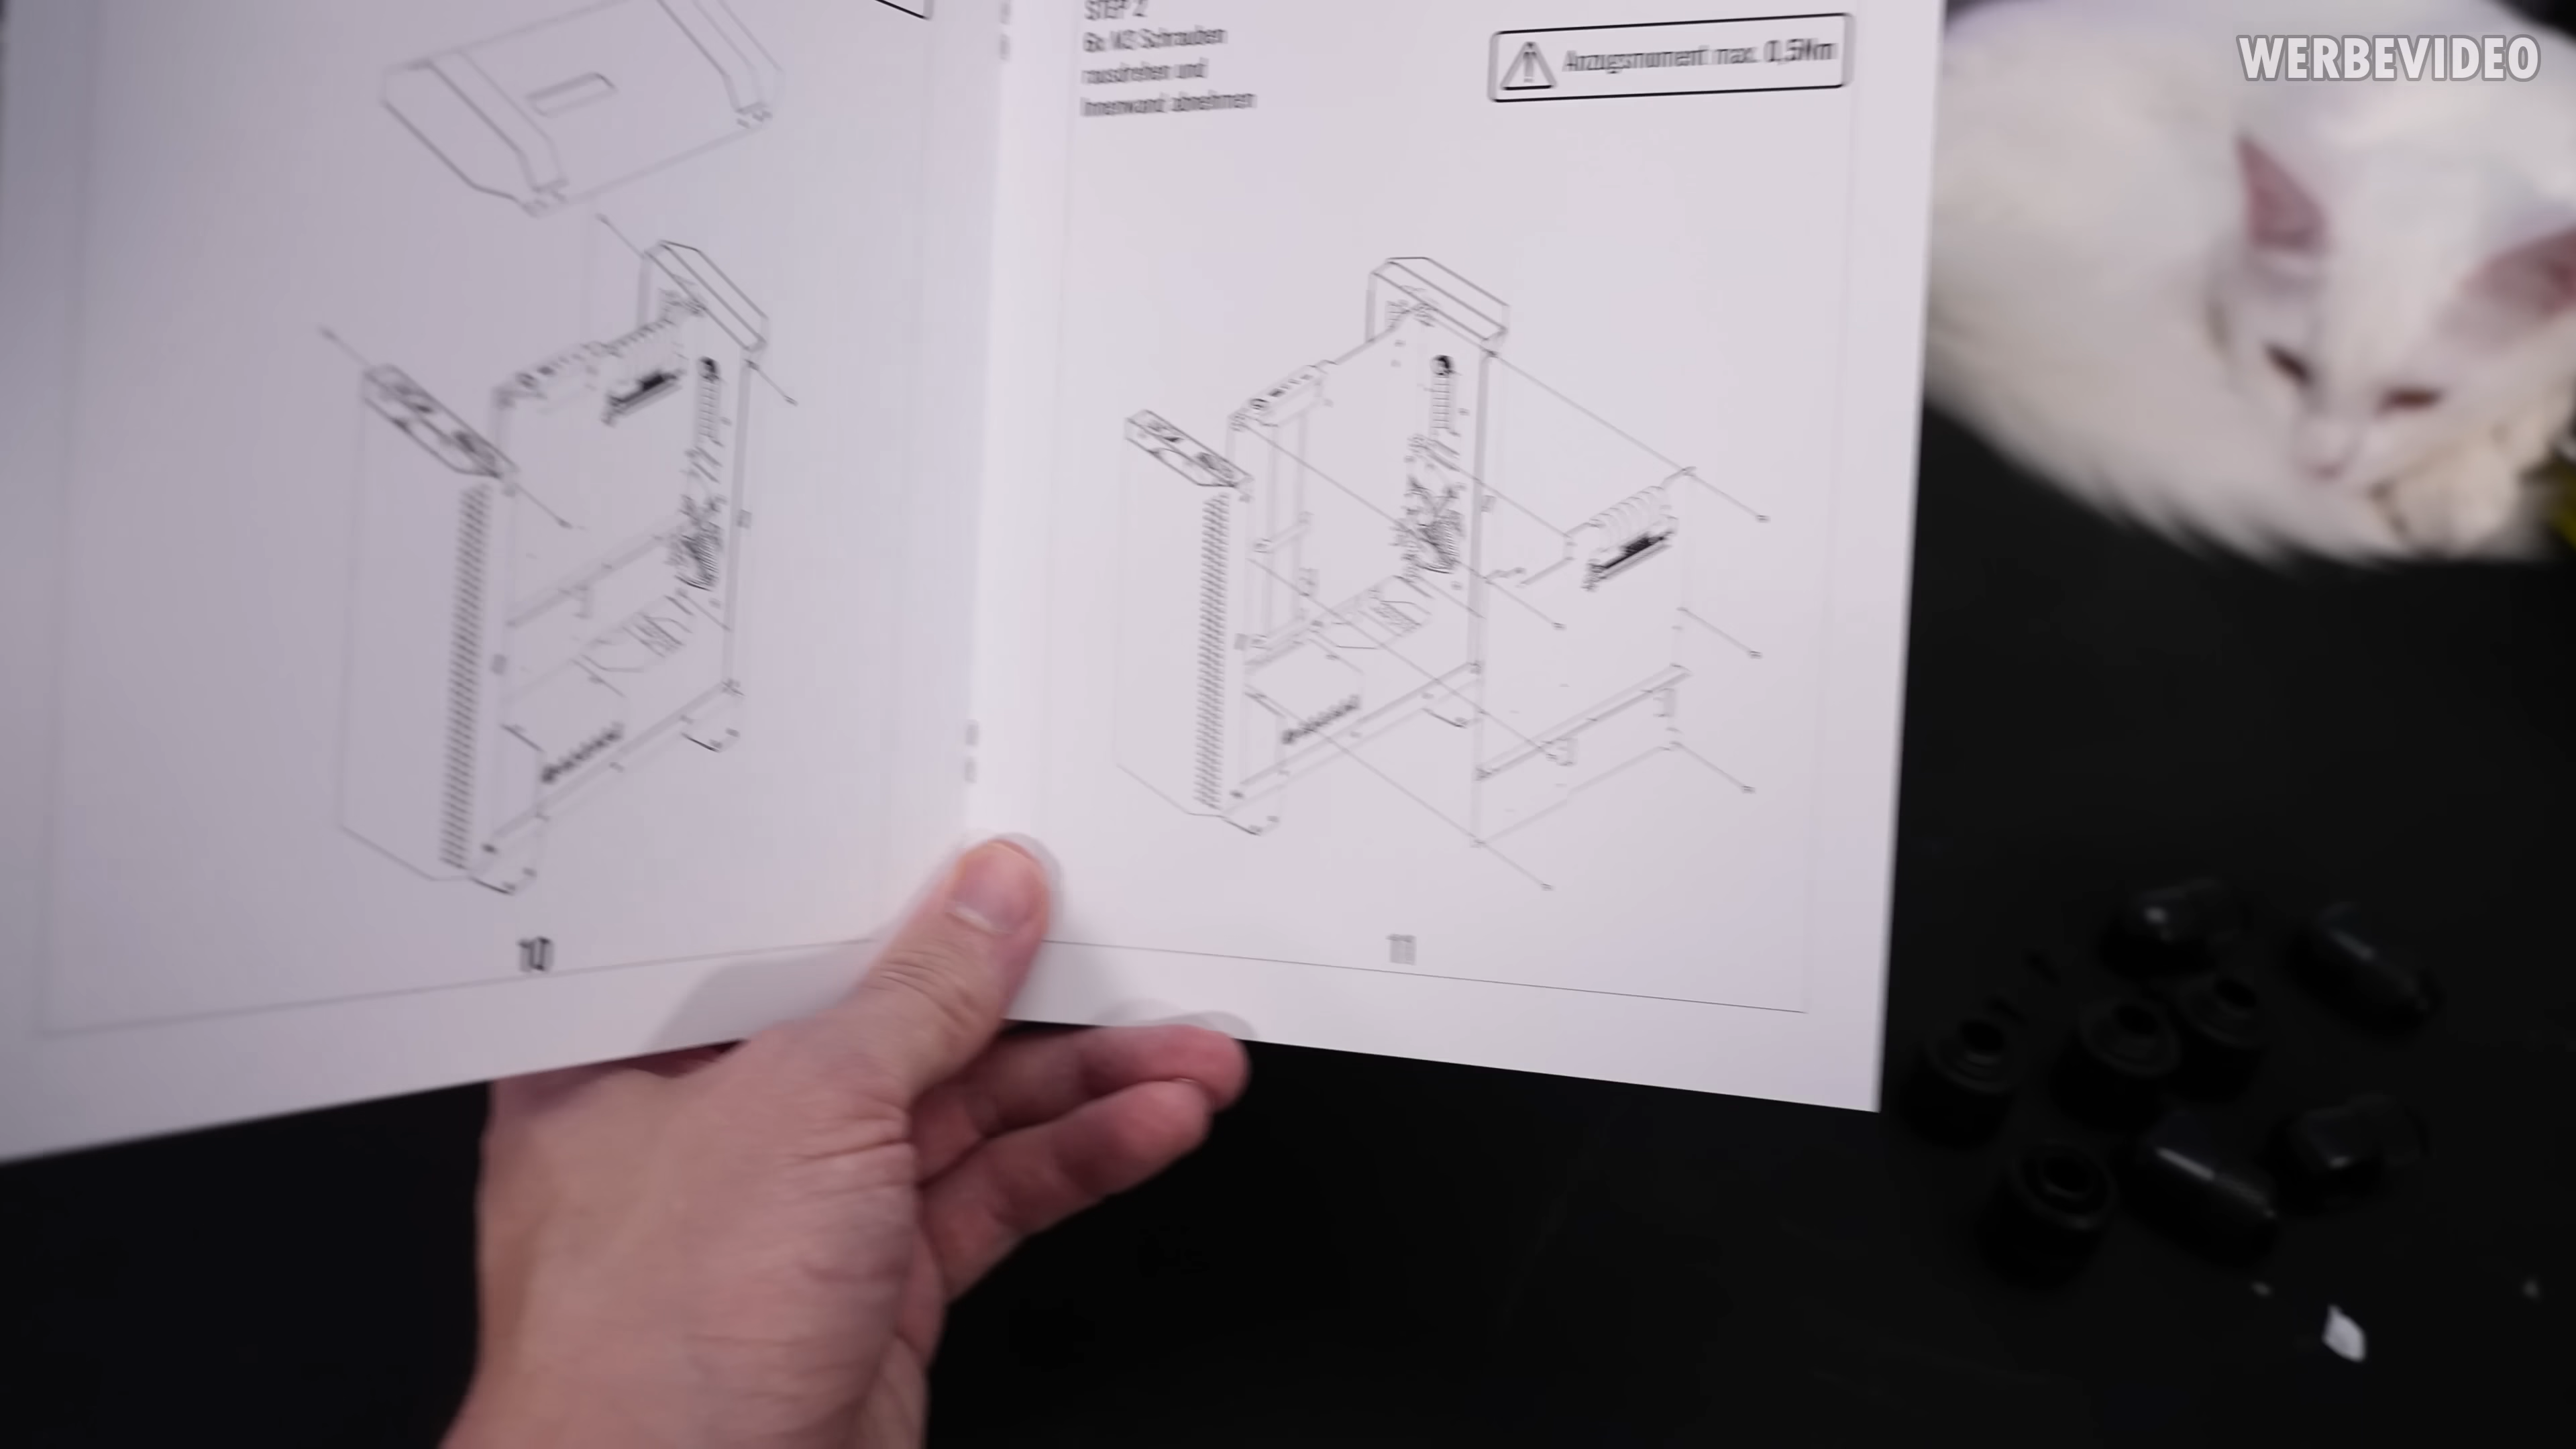 WERBEVIDEO
STEP 2
6x M3 Schrauben
rausdrehen und
Innenwand abnehmen
Anzugsmoment max. 0,5Nm
10
11